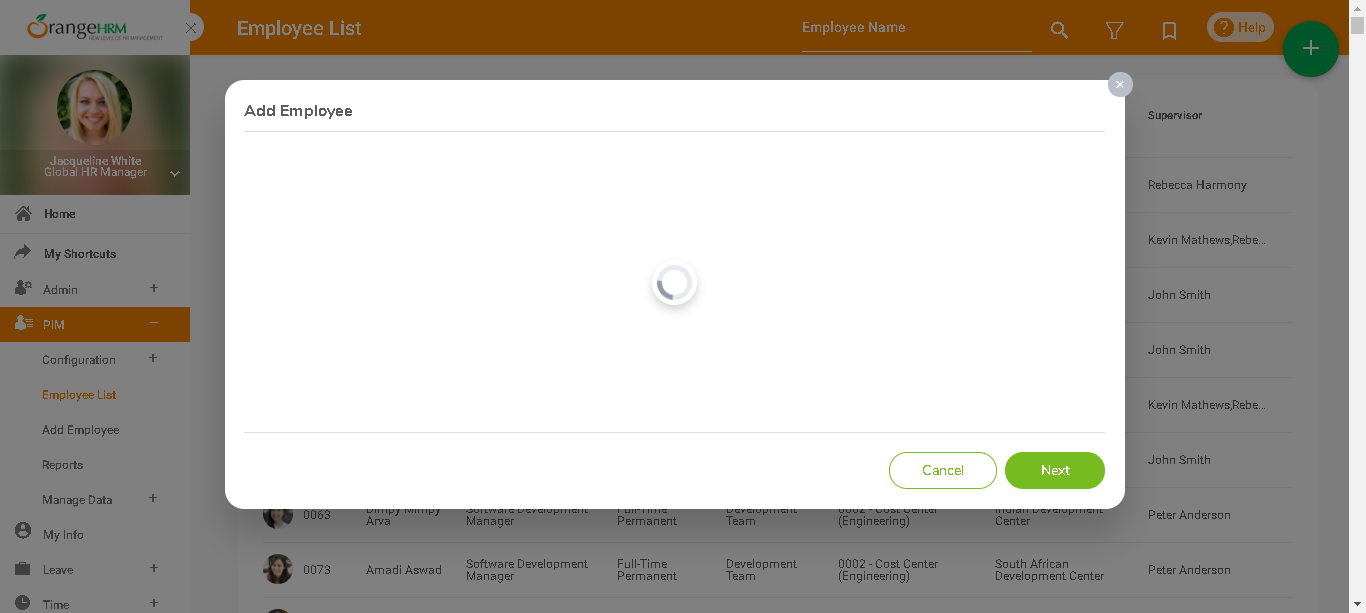 OrangeHRM
NEW LEVEL OF HR MANAGEMENT
Employee List
Employee Name
? Help
Jacqueline White
Global HR Manager
Home
My Shortcuts
Admin
PIM
Configuration
Employee List
Add Employee
Reports
Manage Data
My Info
Leave
Time
Add Employee
Cancel
Next
Supervisor
Rebecca Harmony
Kevin Mathews,Rebe...
John Smith
John Smith
Kevin Mathews,Rebe...
John Smith
0063
Dimpy Mimpy
Arva
Software Development
Manager
Full-Time
Permanent
Development
Team
0002 - Cost Center
(Engineering)
Indian Development
Center
Peter Anderson
0073
Amadi Aswad
Software Development
Manager
Full-Time
Permanent
Development
Team
0002 - Cost Center
(Engineering)
South African
Development Center
Peter Anderson